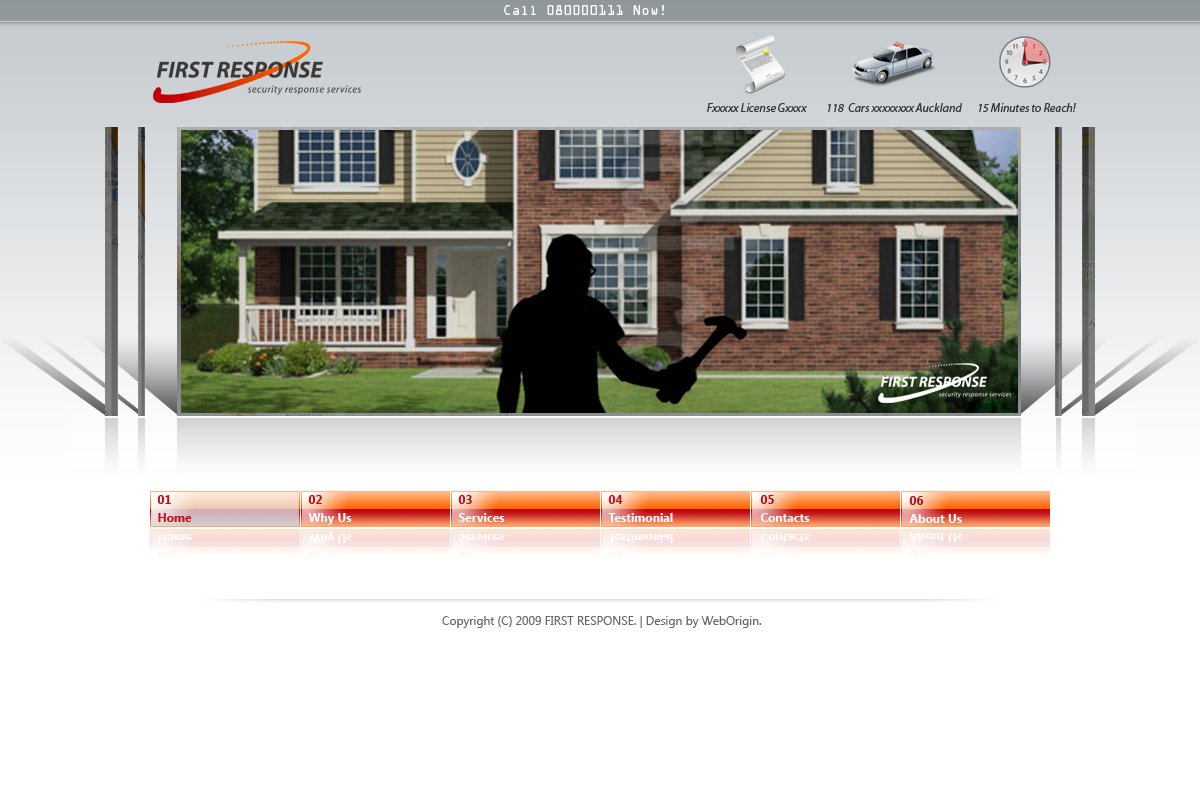 Call 080000111 Now!
FIRST RESPONSE
security response services
Fxxxxx License Gxxxx
118 Cars xxxxxxxx Auckland
15 Minutes to Reach!
FIRST RESPONSE
security response services
01
Home
02
Why Us
03
Services
04
Testimonial
05
Contacts
06
About Us
Copyright (C) 2009 FIRST RESPONSE. | Design by WebOrigin.